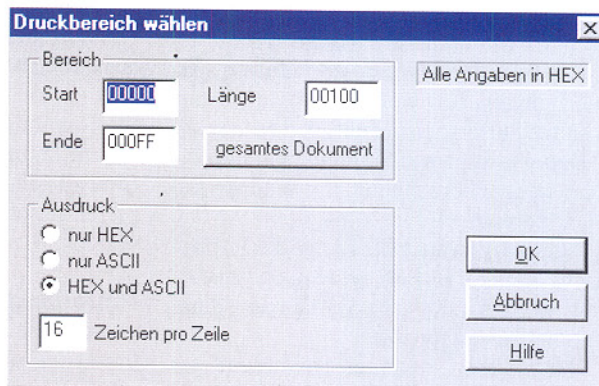 Druckbereich wählen
Bereich
Alle Angaben in HEX
Start 00000 Länge 00100
Ende 000FF gesamtes Dokument
Ausdruck
nur HEX
nur ASCII
HEX und ASCII
16 Zeichen pro Zeile
OK
Abbruch
Hilfe